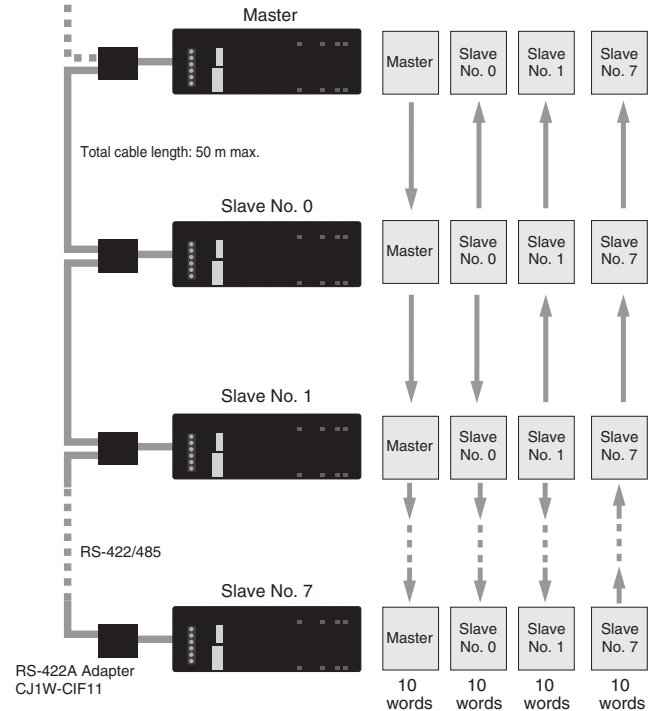 Master
Master
Slave
No. 0
Slave
No. 1
Slave
No. 7
Total cable length: 50 m max.
Slave No. 0
Master
Slave
No. 0
Slave
No. 1
Slave
No. 7
Slave No. 1
Master
Slave
No. 0
Slave
No. 1
Slave
No. 7
RS-422/485
Slave No. 7
Master
Slave
No. 0
Slave
No. 1
Slave
No. 7
RS-422A Adapter
CJ1W-CIF11
10
words
10
words
10
words
10
words